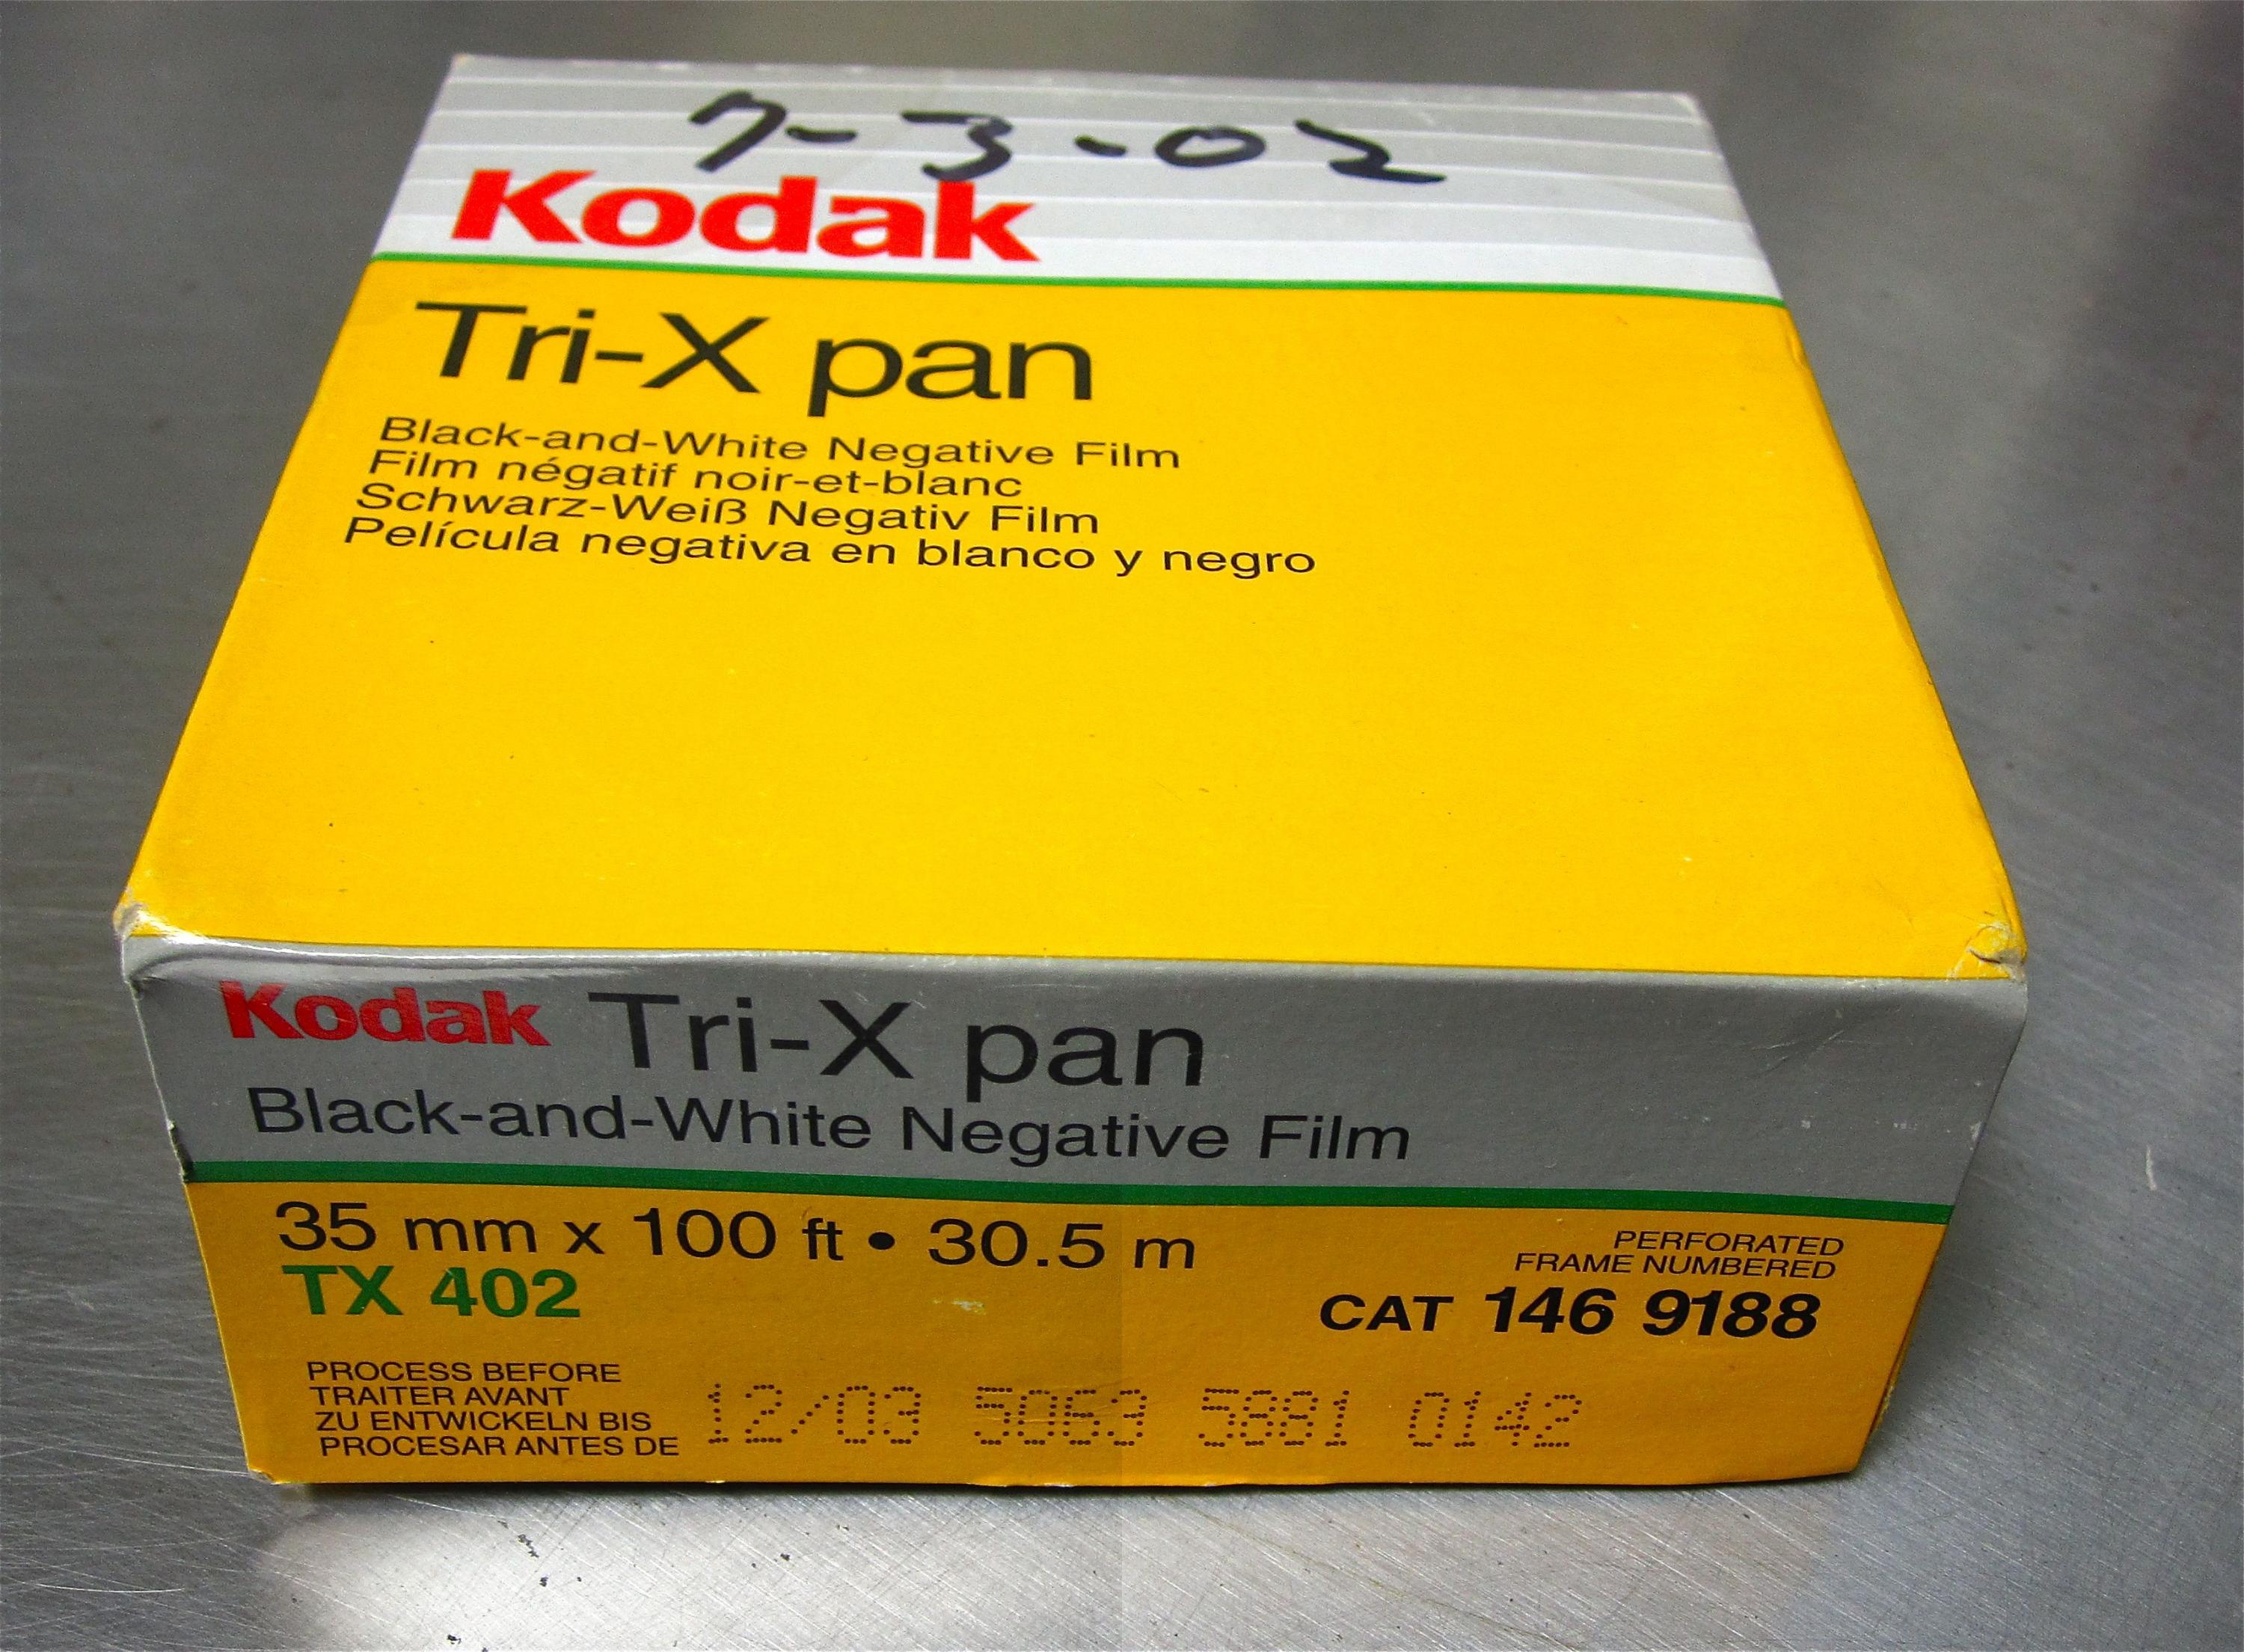 7-3-02
Kodak
Tri-X pan
Black-and-White Negative Film
Film négatif noir-et-blanc
Schwarz-Weiß Negativ Film
Película negativa en blanco y negro
Kodak Tri-X pan
Black-and-White Negative Film
35 mm x 100 ft • 30.5 m
TX 402
PERFORATED
FRAME NUMBERED
CAT 146 9188
PROCESS BEFORE
TRAITER AVANT
ZU ENTWICKELN BIS
PROCESAR ANTES DE
12/03 5063 5881 0142